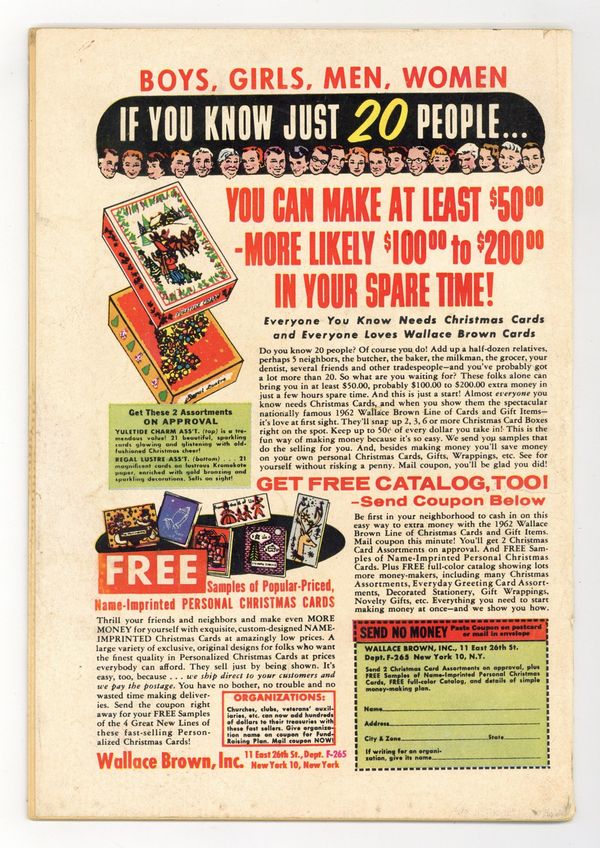 BOYS, GIRLS, MEN, WOMEN
IF YOU KNOW JUST 20 PEOPLE...
YOU CAN MAKE AT LEAST $50.00
-MORE LIKELY $100.00 to $200.00
IN YOUR SPARE TIME!
Everyone You Know Needs Christmas Cards
and Everyone Loves Wallace Brown Cards
Do you know 20 people? Of course you do! Add up a half-dozen relatives,
perhaps 5 neighbors, the butcher, the baker, the milkman, the grocer, your
dentist, several friends and other tradespeople—and you've probably got
a lot more than 20. So what are you waiting for? These folks alone can
bring you in at least $50.00, probably $100.00 to $200.00 extra money in
just a few hours spare time. And this is just a start! Almost everyone you
know needs Christmas Cards, and when you show them the spectacular
nationally famous 1962 Wallace Brown Line of Cards and Gift Items—
it's love at first sight. They'll snap up 2, 3, 6 or more Christmas Card Boxes
right on the spot. Keep up to 50¢ of every dollar you take in! This is the
fun way of making money because it's so easy. We send you samples that
do the selling for you. And, besides making money you'll save money
on your own personal Christmas Cards, Gifts, Wrappings, etc. See for
yourself without risking a penny. Mail coupon, you'll be glad you did!
Get These 2 Assortments
ON APPROVAL
YULETIDE CHARM ASS'T. (top) is a tre-
mendous value! 21 beautiful, sparkling
cards glowing and glistening with old-
fashioned Christmas cheer!
REGAL LUSTRE ASS'T. (bottom) . . . 21
magnificent cards on lustrous Kromekote
paper, enriched with gold bronzing and
sparkling decorations. Sells on sight!
GET FREE CATALOG, TOO!
–Send Coupon Below
Be first in your neighborhood to cash in on this
easy way to extra money with the 1962 Wallace
Brown Line of Christmas Cards and Gift Items.
Mail coupon this minute! You'll get 2 Christmas
Card Assortments on approval. And FREE Sam-
ples of Name-Imprinted Personal Christmas
Cards. Plus FREE full-color catalog showing lots
more money-makers, including many Christmas
Assortments, Everyday Greeting Card Assort-
ments, Decorated Stationery, Gift Wrappings,
Novelty Gifts, etc. Everything you need to start
making money at once—and we show you how.
FREE
Samples of Popular-Priced,
Name-Imprinted PERSONAL CHRISTMAS CARDS
Thrill your friends and neighbors and make even MORE
MONEY for yourself with exquisite, custom-designed NAME-
IMPRINTED Christmas Cards at amazingly low prices. A
large variety of exclusive, original designs for folks who want
the finest quality in Personalized Christmas Cards at prices
everybody can afford. They sell just by being shown. It's
easy, too, because . . . we ship direct to your customers and
we pay the postage. You have no bother, no trouble and no
wasted time making deliver-
ies. Send the coupon right
away for your FREE Samples
of the 4 Great New Lines of
these fast-selling Person-
alized Christmas Cards!
ORGANIZATIONS:
Churches, clubs, veterans' auxil-
iaries, etc. can now add hundreds
of dollars to their treasuries with
these fast sellers. Give organiza-
tion name on coupon for Fund-
Raising Plan. Mail coupon NOW!
Wallace Brown, Inc. 11 East 26th St., Dept. F-265
New York 10, New York
SEND NO MONEY Paste Coupon on postcard
or mail in envelope
WALLACE BROWN, INC. 11 East 26th St.
Dept. F-265 New York 10, N.Y.
Send 2 Christmas Card Assortments on approval, plus
FREE Samples of Name-Imprinted Personal Christmas
Cards, FREE full-color Catalog, and details of simple
money-making plan.
Name
Address
City & Zone State
If writing for an organi-
zation, give its name